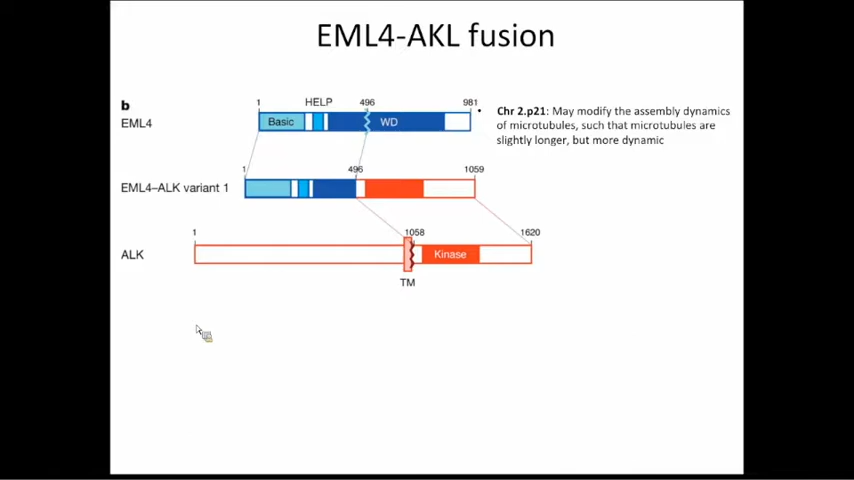 EML4-AKL fusion
b
1 HELP 496 981
EML4
Basic
WD
• Chr 2.p21: May modify the assembly dynamics
of microtubules, such that microtubules are
slightly longer, but more dynamic
1 496 1059
EML4–ALK variant 1
1 1058 1620
ALK
Kinase
TM